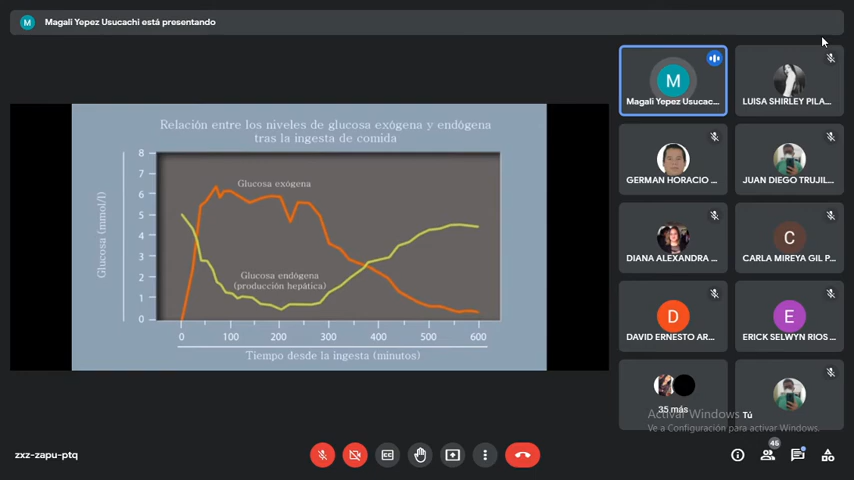 M Magali Yepez Usucachi está presentando
Relación entre los niveles de glucosa exógena y endógena
tras la ingesta de comida
Glucosa (mmol/l)
8
7
6
5
4
3
2
1
0
Glucosa exógena
Glucosa endógena
(producción hepática)
0 100 200 300 400 500 600
Tiempo desde la ingesta (minutos)
M
Magali Yepez Usucac...
LUISA SHIRLEY PILA...
GERMAN HORACIO ...
JUAN DIEGO TRUJIL...
DIANA ALEXANDRA ...
C
CARLA MIREYA GIL P...
D
DAVID ERNESTO AR...
E
ERICK SELWYN RIOS ...
35 más
Tú
Activar Windows
Ve a Configuración para activar Windows.
zxz-zapu-ptq
CC
45